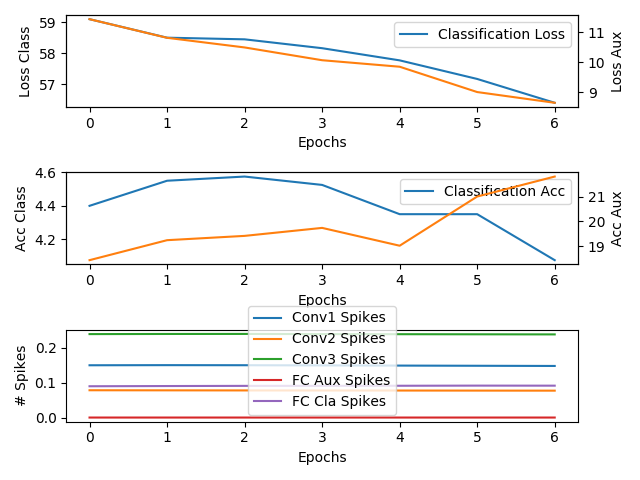 59
58
57
Loss Class
Classification Loss
11
10
9
Loss Aux
0 1 2 3 4 5 6
Epochs
4.6
4.4
4.2
Acc Class
Classification Acc
21
20
19
Acc Aux
0 1 2 3 4 5 6
Epochs
0.2
0.1
0.0
# Spikes
Conv1 Spikes
Conv2 Spikes
Conv3 Spikes
FC Aux Spikes
FC Cla Spikes
0 1 2 3 4 5 6
Epochs